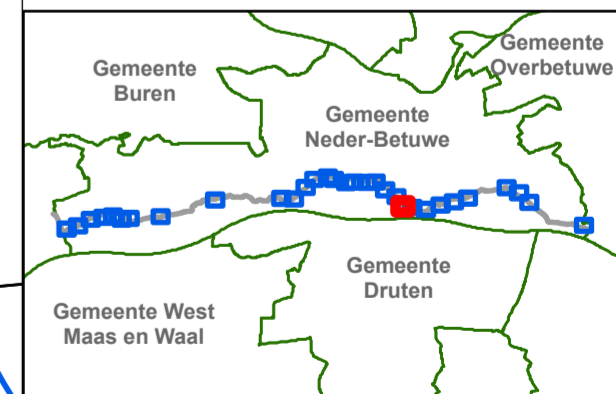 Gemeente
Overbetuwe
Gemeente
Buren
Gemeente
Neder-Betuwe
Gemeente
Druten
Gemeente West
Maas en Waal